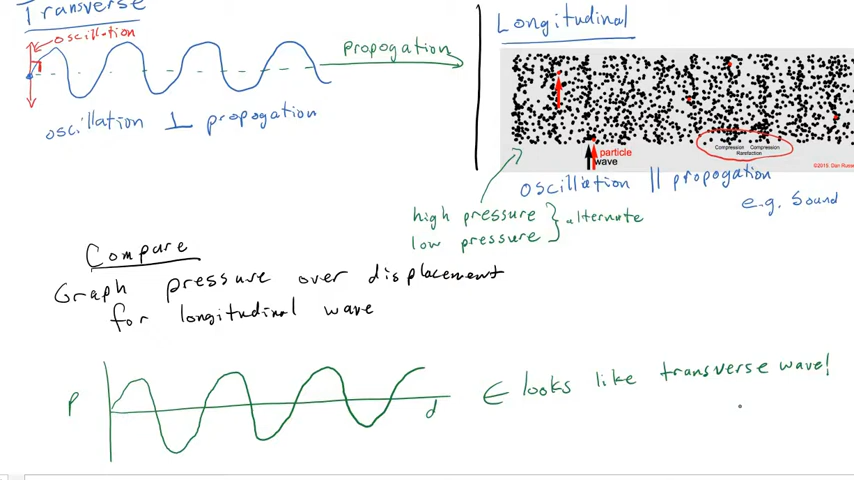 Transverse
oscillation
propogation
oscillation ⊥ propogation
Longitudinal
particle
wave
Compression Compression
Rarefaction
©2015. Dan Russe
oscillation || propogation
e.g. Sound
high pressure
low pressure
alternate
Compare
Graph pressure over displacement
for longitudinal wave
P
d
∈ looks like transverse wave!